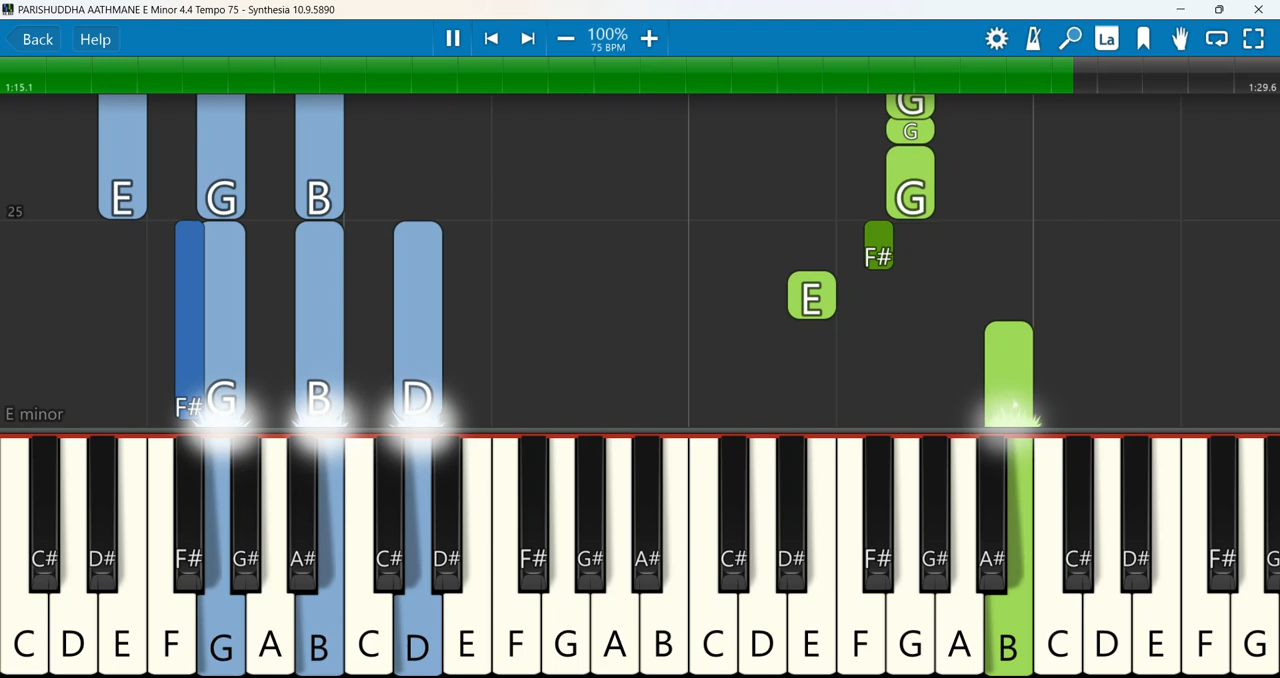 PARISHUDDHA AATHMANE E Minor 4.4 Tempo 75 - Synthesia 10.9.5890
Back Help 100% La
75 BPM
1:15.1 1:29.6
G
G
E G B G
25
F#
E
F# G B D
E minor
C# D# F# G# A# C# D# F# G# A# C# D# F# G# A# C# D# F# G
C D E F G A B C D E F G A B C D E F G A B C D E F G